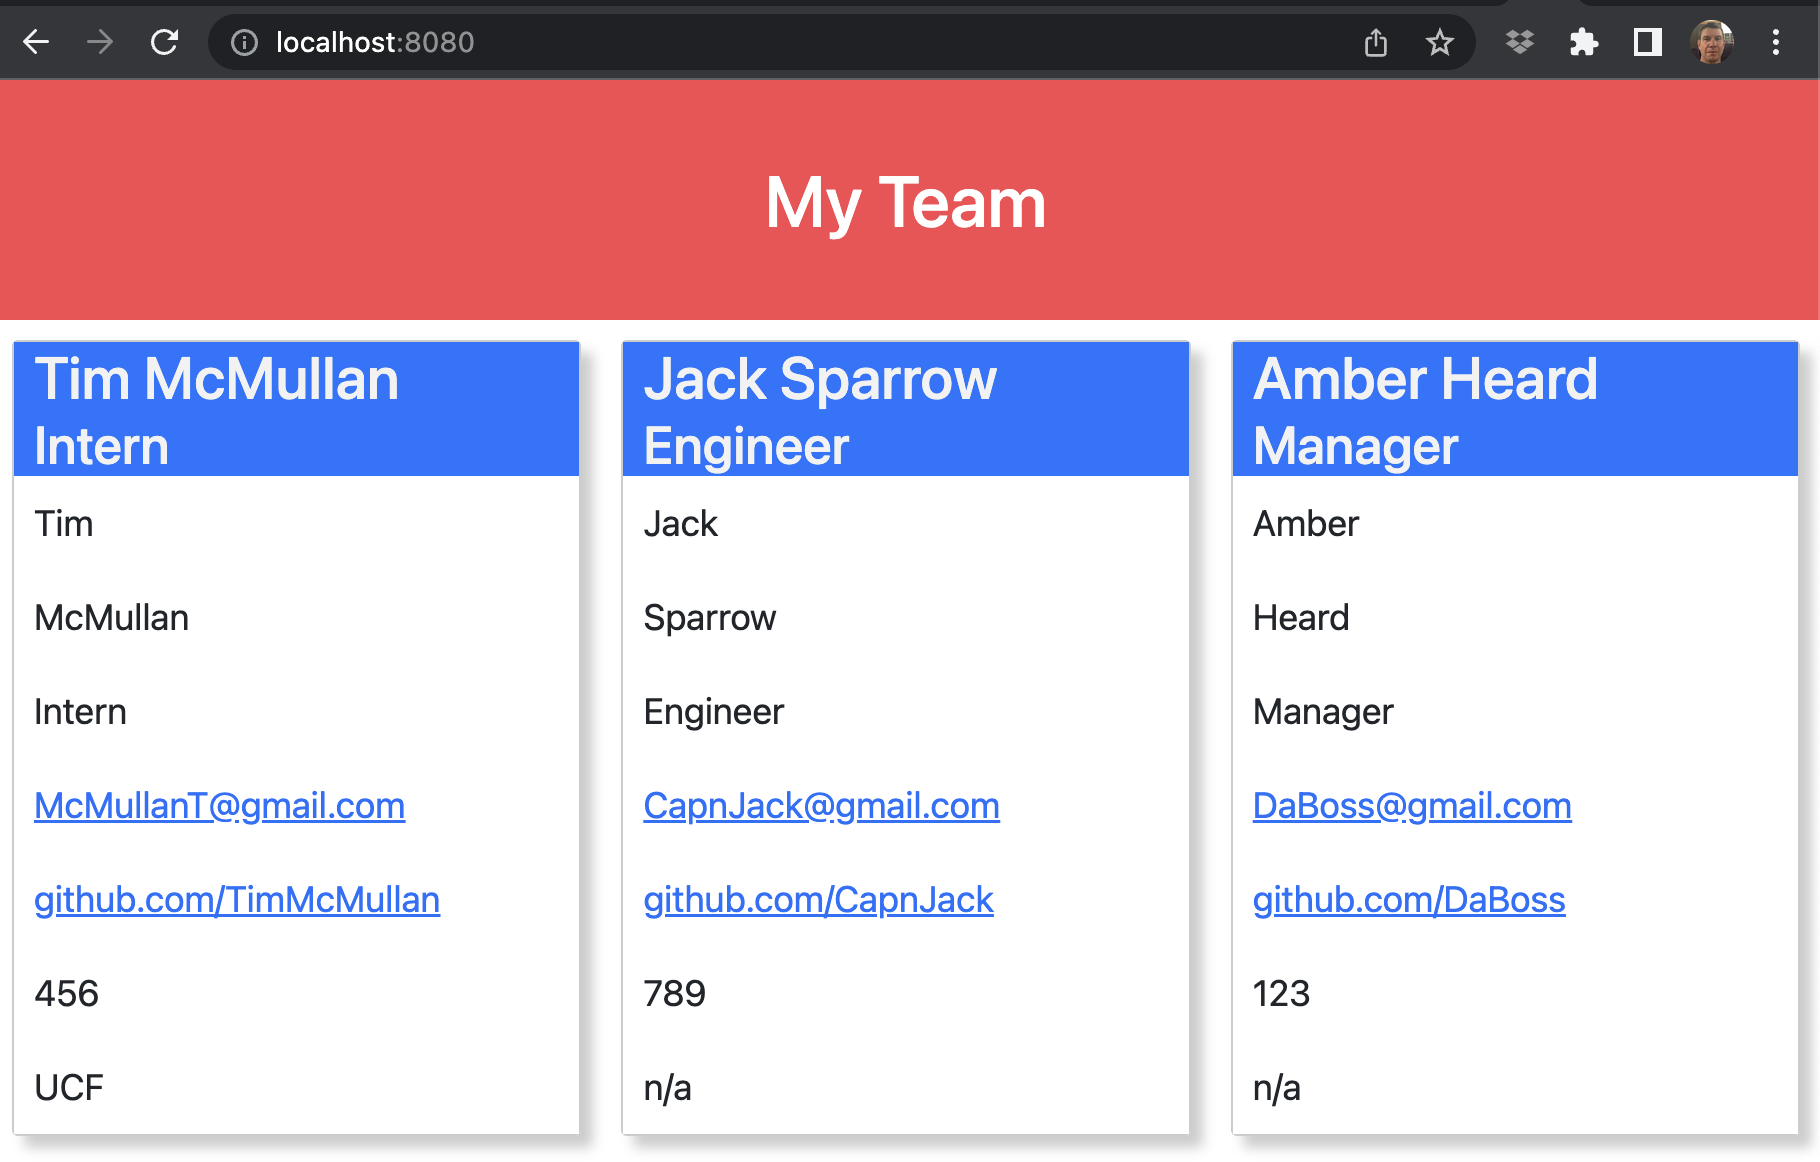 localhost:8080
My Team
Tim McMullan
Intern
Tim
McMullan
Intern
McMullanT@gmail.com
github.com/TimMcMullan
456
UCF
Jack Sparrow
Engineer
Jack
Sparrow
Engineer
CapnJack@gmail.com
github.com/CapnJack
789
n/a
Amber Heard
Manager
Amber
Heard
Manager
DaBoss@gmail.com
github.com/DaBoss
123
n/a